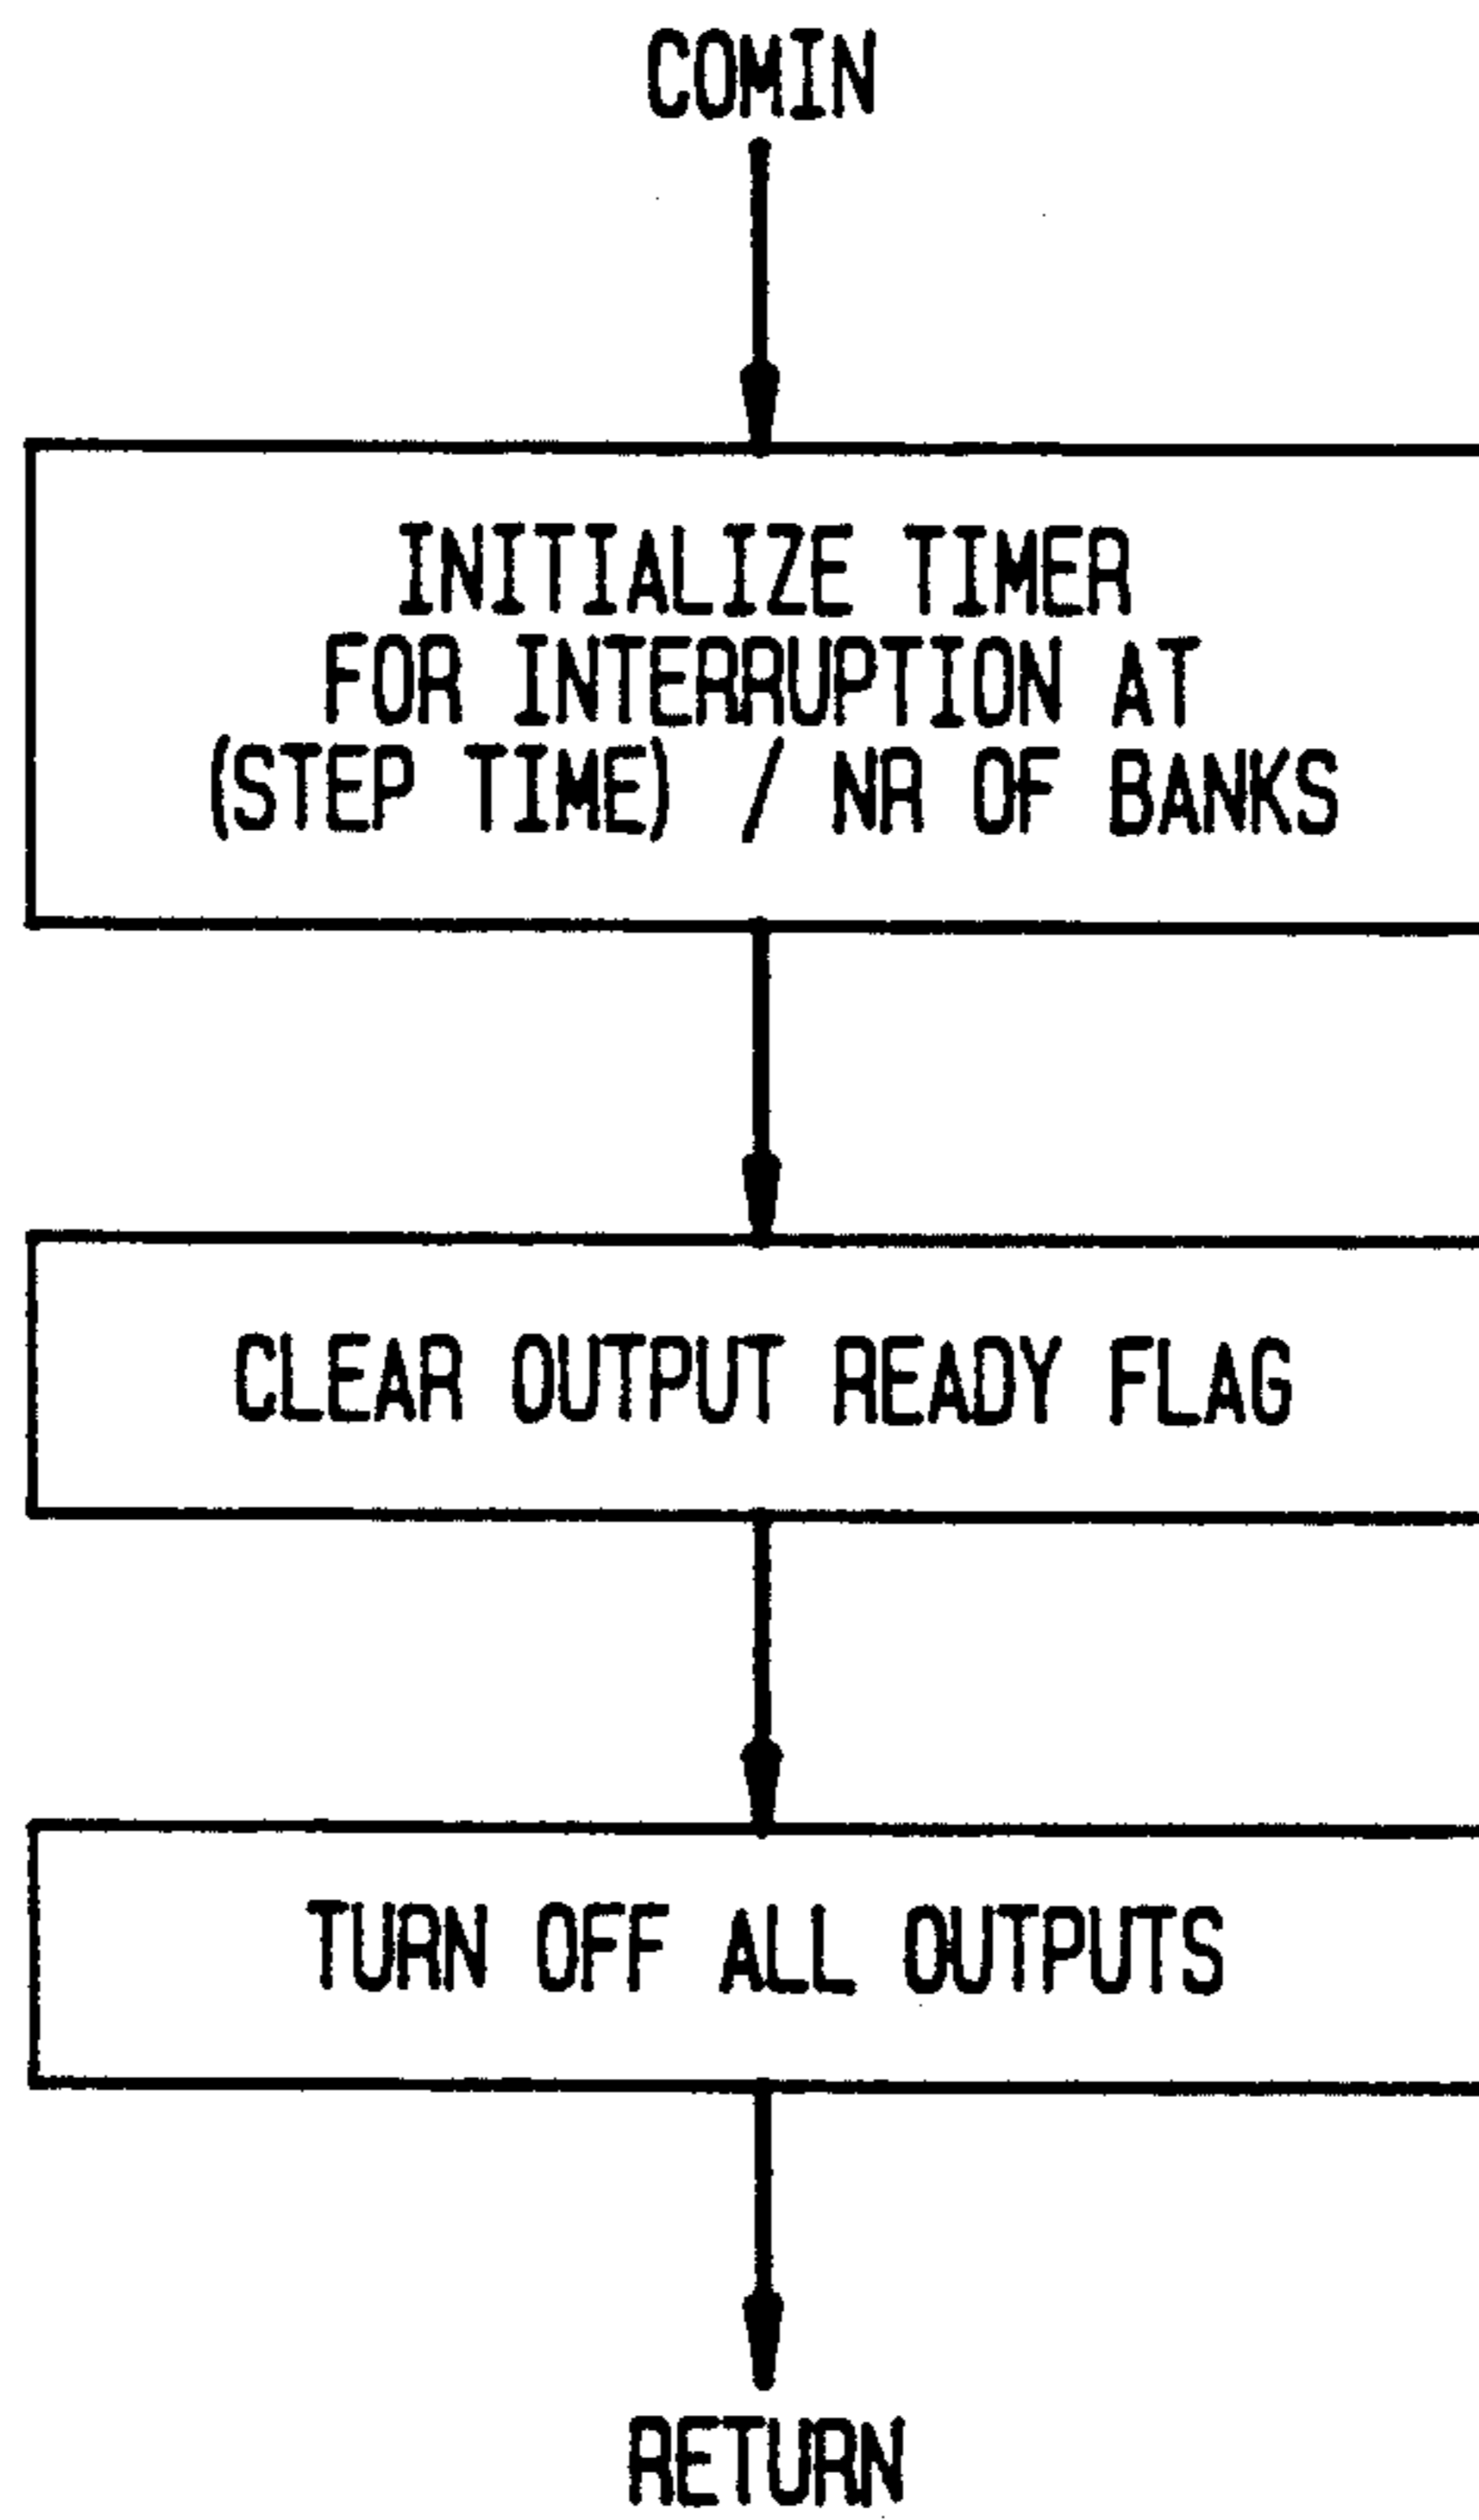 COMIN
INITIALIZE TIMER
FOR INTERRUPTION AT
(STEP TIME) / NR OF BANKS
CLEAR OUTPUT READY FLAG
TURN OFF ALL OUTPUTS
RETURN